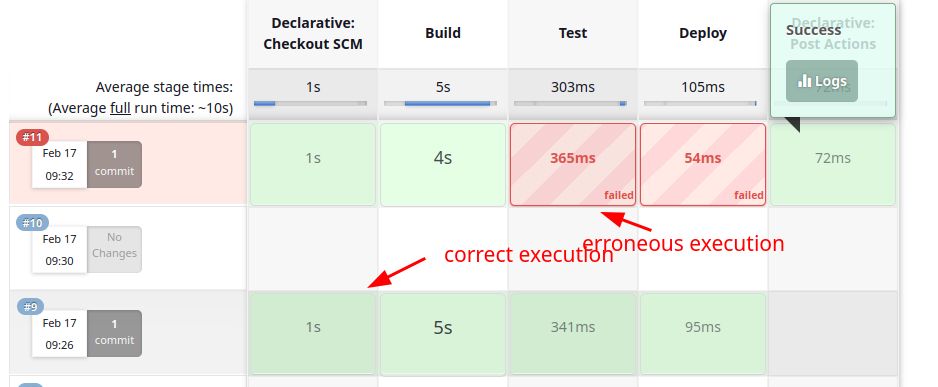 Declarative:
Checkout SCM
Build
Test
Deploy
Declarative:
Post Actions
Success
Logs
Average stage times:
(Average full run time: ~10s)
1s
5s
303ms
105ms
72ms
#11
Feb 17
09:32
1
commit
1s
4s
365ms
failed
54ms
failed
72ms
#10
Feb 17
09:30
No
Changes
correct execution
erroneous execution
#9
Feb 17
09:26
1
commit
1s
5s
341ms
95ms